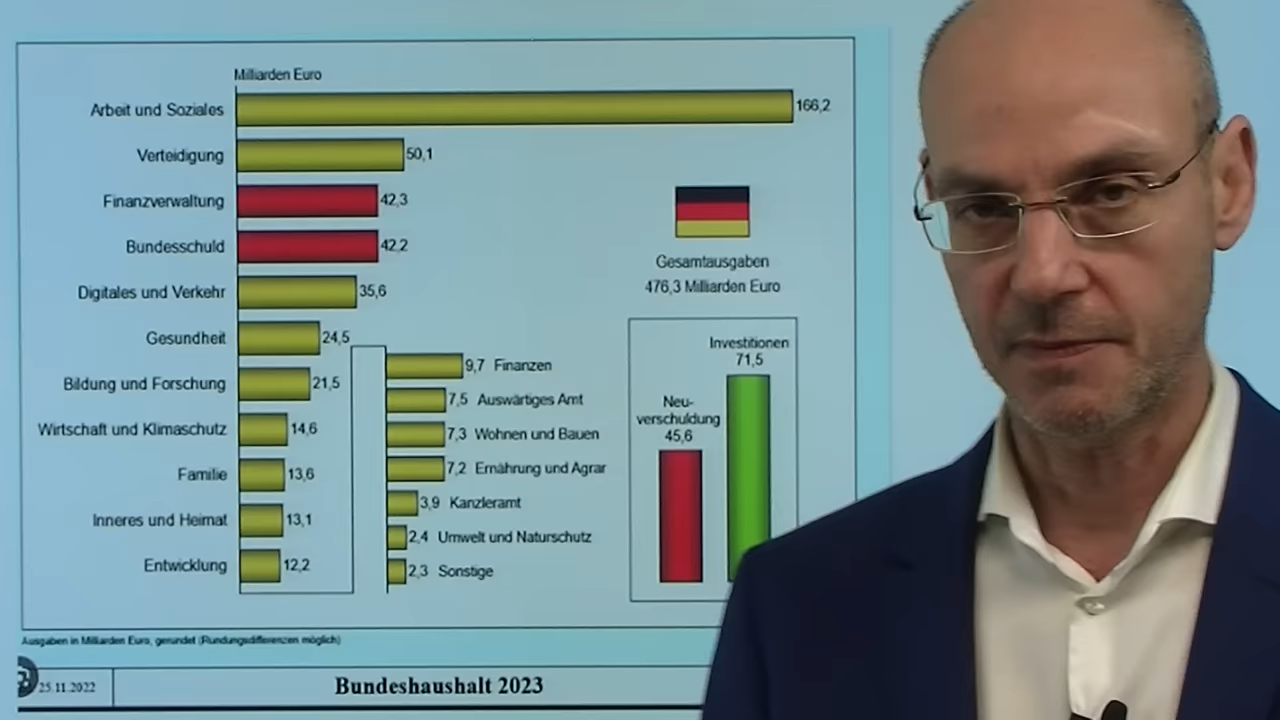 Milliarden Euro
Arbeit und Soziales 166,2
Verteidigung 50,1
Finanzverwaltung 42,3
Bundesschuld 42,2
Digitales und Verkehr 35,6
Gesundheit 24,5
Bildung und Forschung 21,5
Wirtschaft und Klimaschutz 14,6
Familie 13,6
Inneres und Heimat 13,1
Entwicklung 12,2
9,7 Finanzen
7,5 Auswärtiges Amt
7,3 Wohnen und Bauen
7,2 Ernährung und Agrar
3,9 Kanzleramt
2,4 Umwelt und Naturschutz
2,3 Sonstige
Gesamtausgaben
476,3 Milliarden Euro
Neu-
verschuldung
45,6
Investitionen
71,5
Ausgaben in Milliarden Euro, gerundet (Rundungsdifferenzen möglich)
25.11.2022
Bundeshaushalt 2023